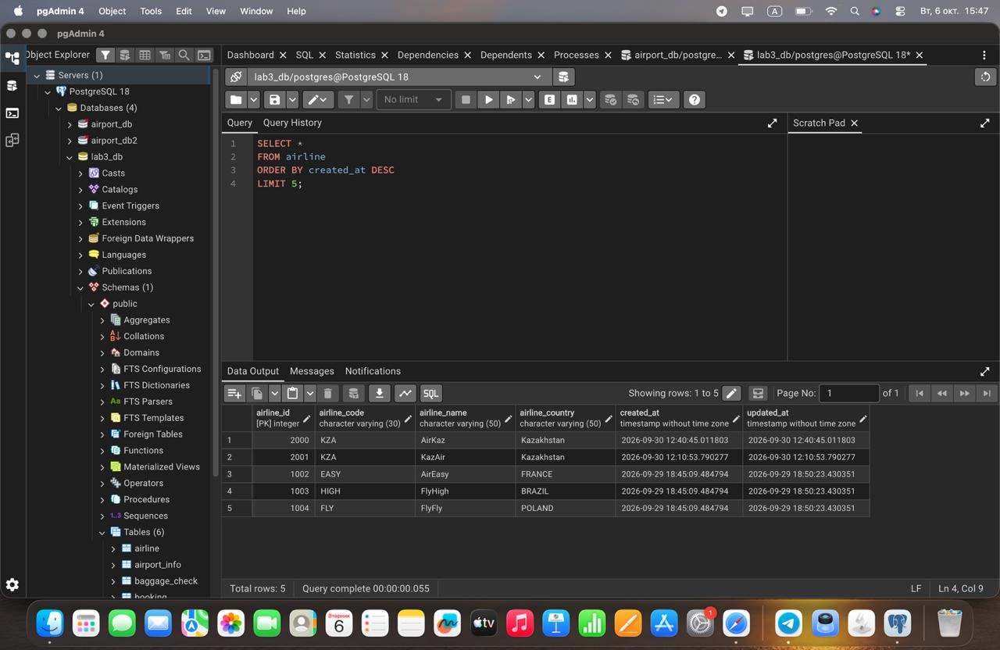 pgAdmin 4 Object Tools Edit View Window Help A Вт, 6 окт. 15:47
pgAdmin 4
Object Explorer
Dashboard SQL Statistics Dependencies Dependents Processes airport_db/postgre... lab3_db/postgres@PostgreSQL 18*
Servers (1)
PostgreSQL 18
Databases (4)
airport_db
airport_db2
lab3_db
Casts
Catalogs
Event Triggers
Extensions
Foreign Data Wrappers
Languages
Publications
Schemas (1)
public
Aggregates
Collations
Domains
FTS Configurations
FTS Dictionaries
Aa FTS Parsers
FTS Templates
Foreign Tables
Functions
Materialized Views
Operators
Procedures
1..3 Sequences
Tables (6)
airline
airport_info
baggage_check
booking
lab3_db/postgres@PostgreSQL 18
No limit E
Query Query History
Scratch Pad
1 SELECT *
2 FROM airline
3 ORDER BY created_at DESC
4 LIMIT 5;
Data Output Messages Notifications
SQL Showing rows: 1 to 5 Page No: 1 of 1
airline_id [PK] integer
airline_code character varying (30)
airline_name character varying (50)
airline_country character varying (50)
created_at timestamp without time zone
updated_at timestamp without time zone
1 2000 KZA AirKaz Kazakhstan 2026-09-30 12:40:45.011803 2026-09-30 12:40:45.011803
2 2001 KZA KazAir Kazakhstan 2026-09-30 12:10:53.790277 2026-09-30 12:10:53.790277
3 1002 EASY AirEasy FRANCE 2026-09-29 18:45:09.484794 2026-09-29 18:50:23.430351
4 1003 HIGH FlyHigh BRAZIL 2026-09-29 18:45:09.484794 2026-09-29 18:50:23.430351
5 1004 FLY FlyFly POLAND 2026-09-29 18:45:09.484794 2026-09-29 18:50:23.430351
Total rows: 5 Query complete 00:00:00.055 LF Ln 4, Col 9
Вторник
6
tv
1